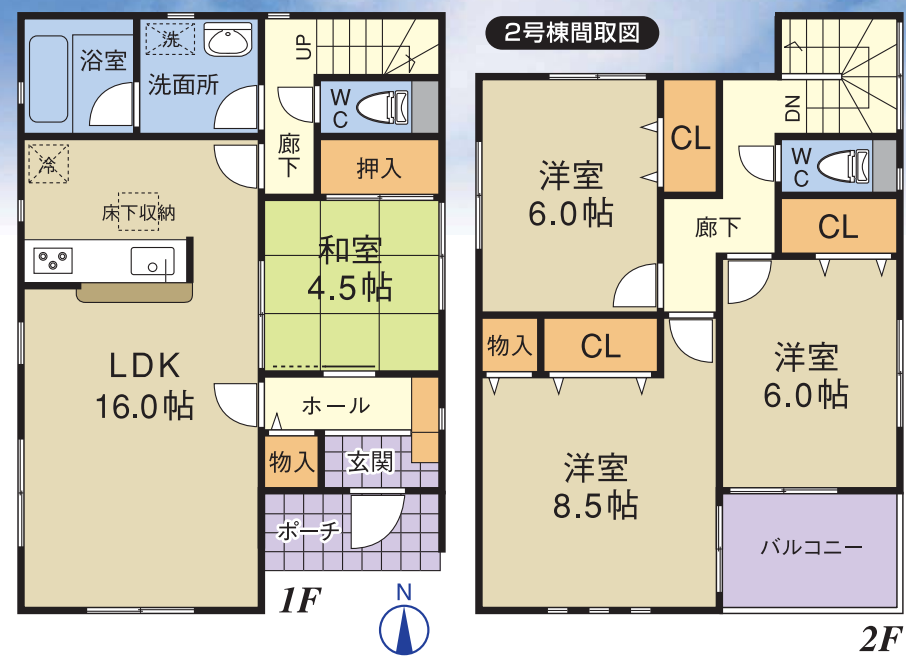 2号棟間取図
浴室
洗
洗面所
UP
WC
廊下
押入
冷
床下収納
和室
4.5帖
LDK
16.0帖
ホール
物入
玄関
ポーチ
1F
N
洋室
6.0帖
CL
DN
WC
廊下
CL
物入
CL
洋室
6.0帖
洋室
8.5帖
バルコニー
2F